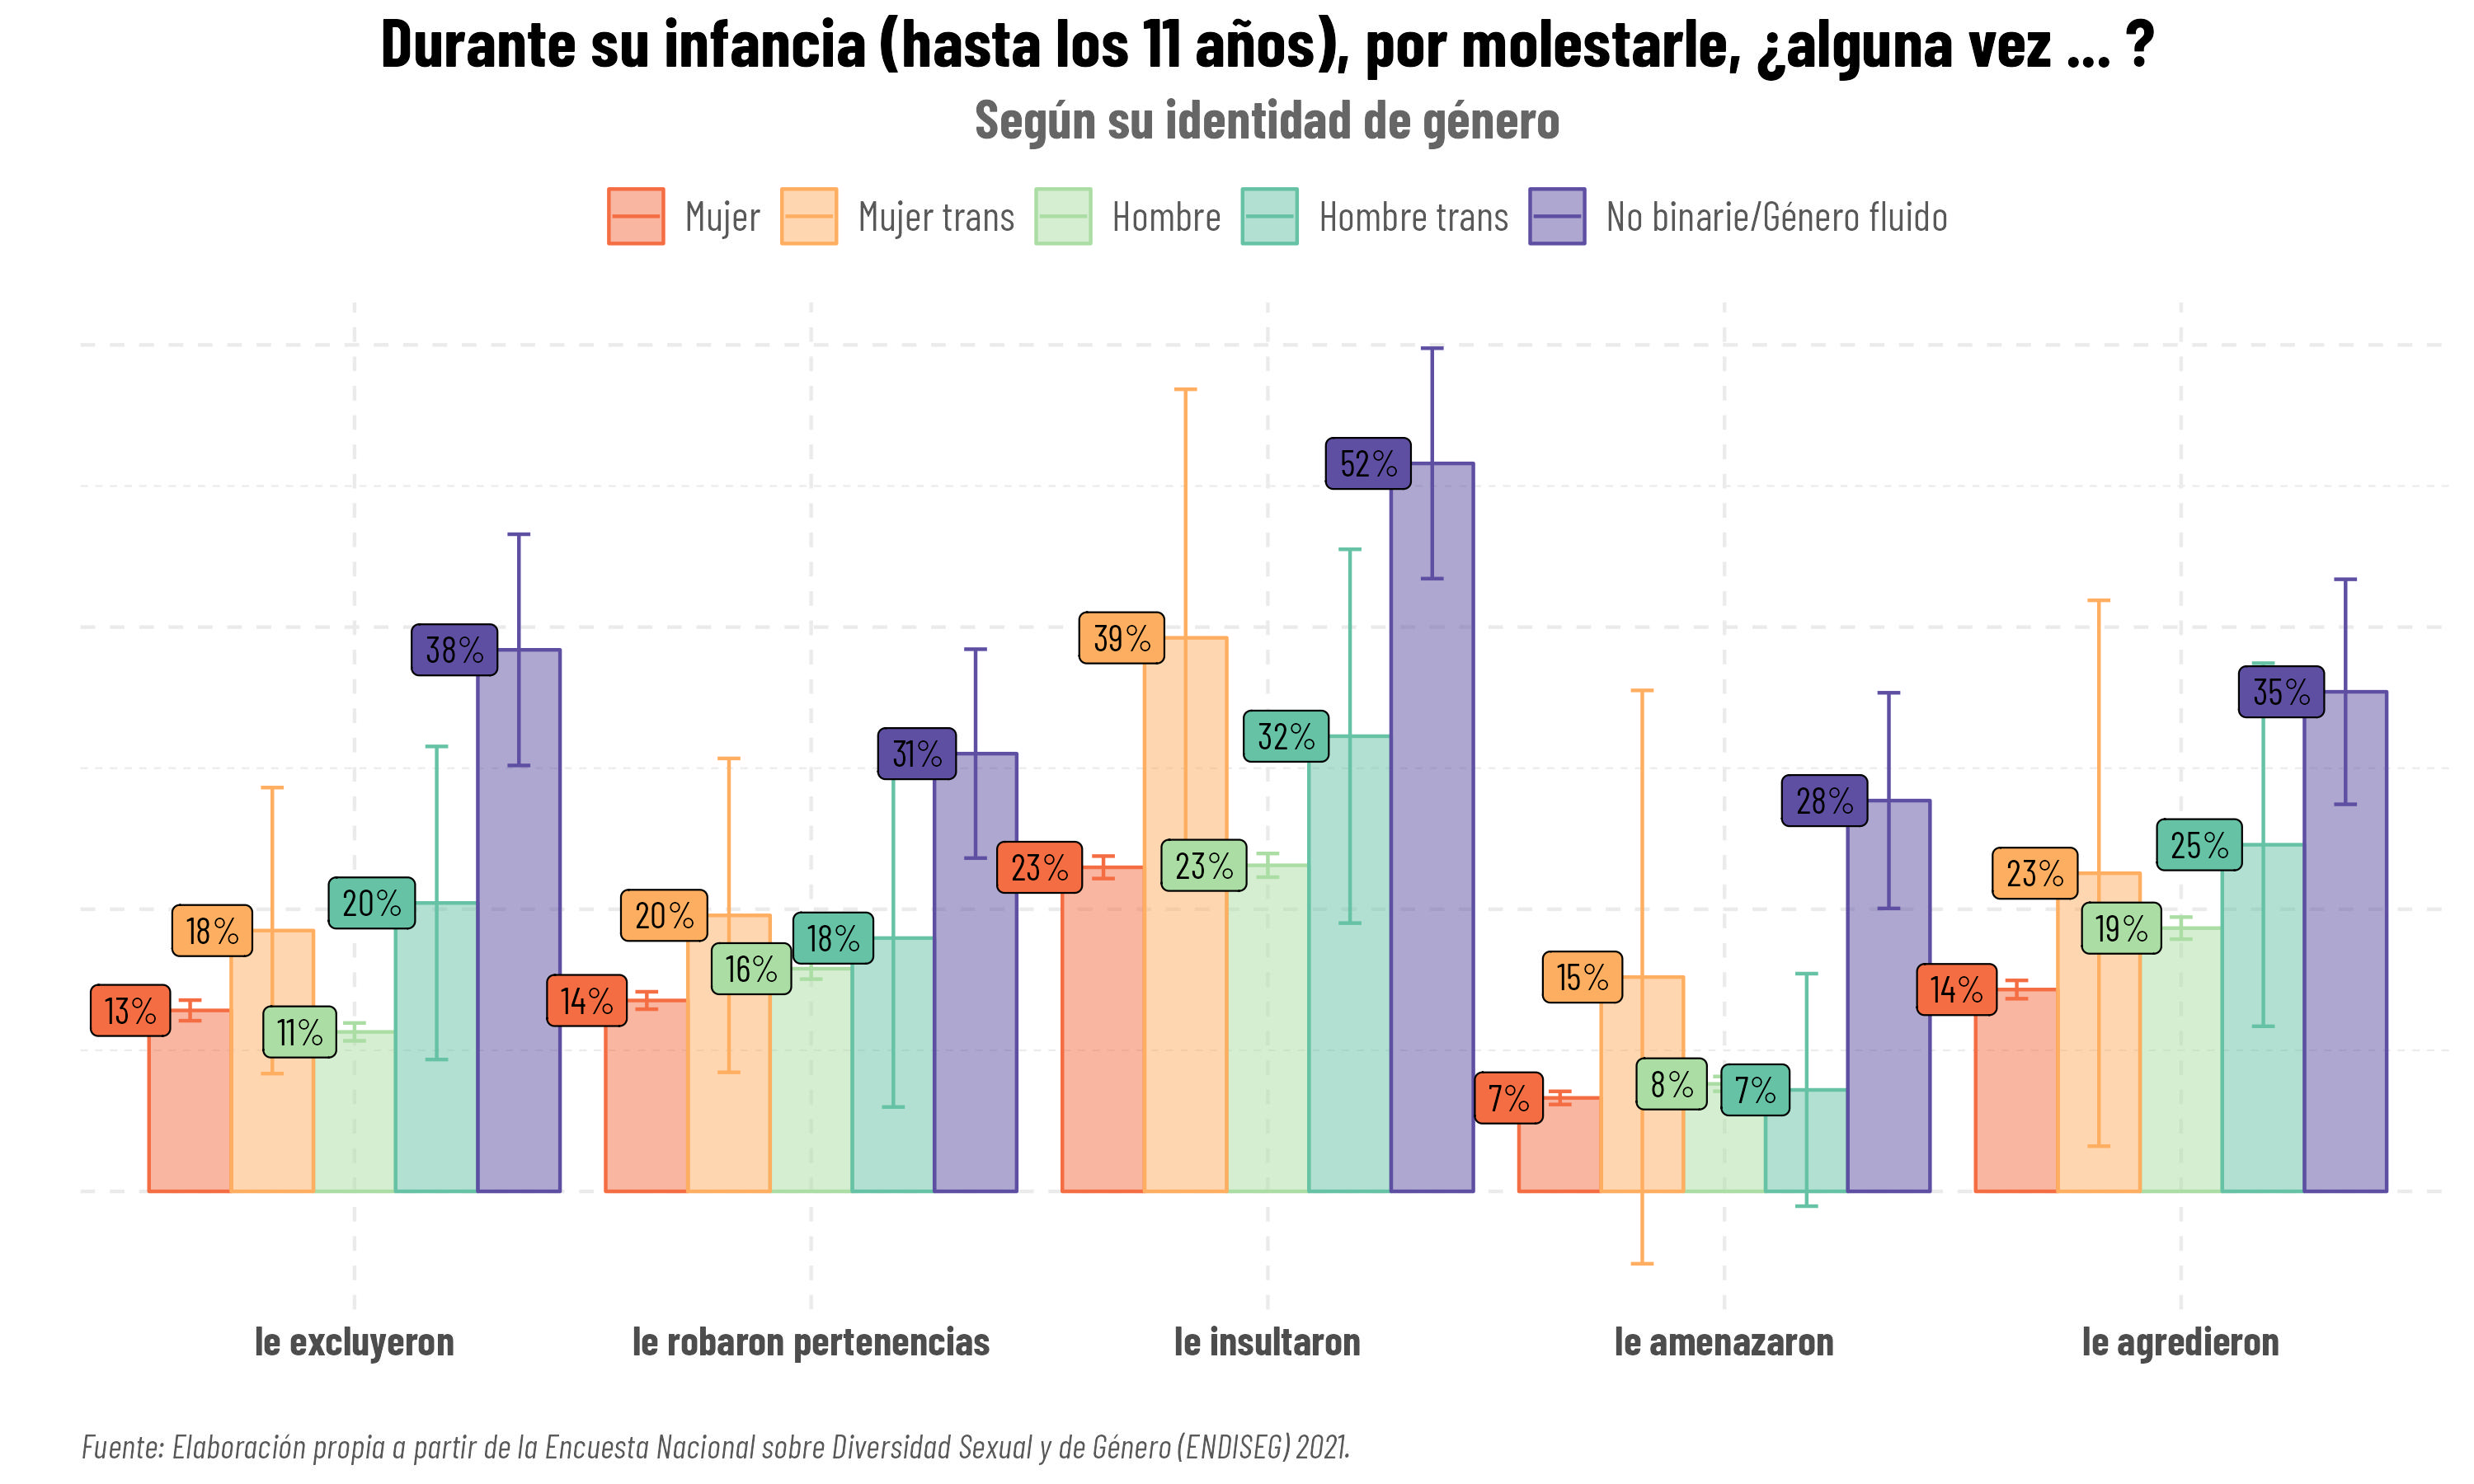 Durante su infancia (hasta los 11 años), por molestarle, ¿alguna vez ... ?
Según su identidad de género
Mujer Mujer trans Hombre Hombre trans No binarie/Género fluido
13% 18% 11% 20% 38%
14% 20% 16% 18% 31%
23% 39% 23% 32% 52%
7% 15% 8% 7% 28%
14% 23% 19% 25% 35%
le excluyeron le robaron pertenencias le insultaron le amenazaron le agredieron
Fuente: Elaboración propia a partir de la Encuesta Nacional sobre Diversidad Sexual y de Género (ENDISEG) 2021.